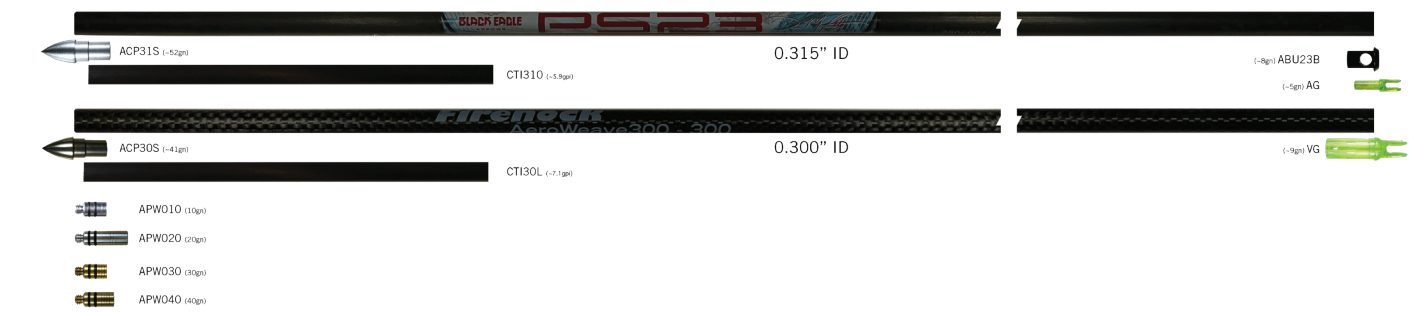 BLACK EAGLE PS23
ACP31S (~52gn)
0.315” ID
(~8gn) ABU23B
CTI310 (~5.9gpi)
(~5gn) AG
Firenock
AeroWeave300 - 300
ACP30S (~41gn)
0.300” ID
(~9gn) VG
CTI30L (~7.1gpi)
APW010 (10gn)
APW020 (20gn)
APW030 (30gn)
APW040 (40gn)